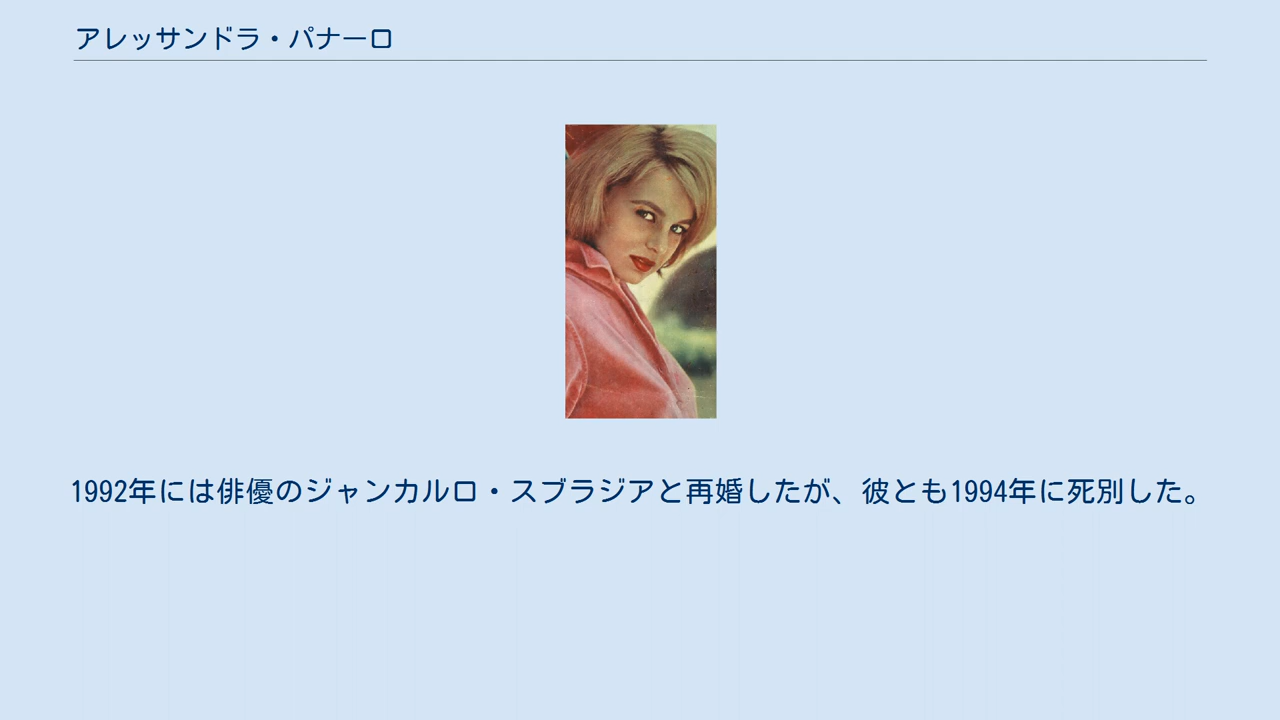 アレッサンドラ・パナーロ
1992年には俳優のジャンカルロ・スブラジアと再婚したが、彼とも1994年に死別した。